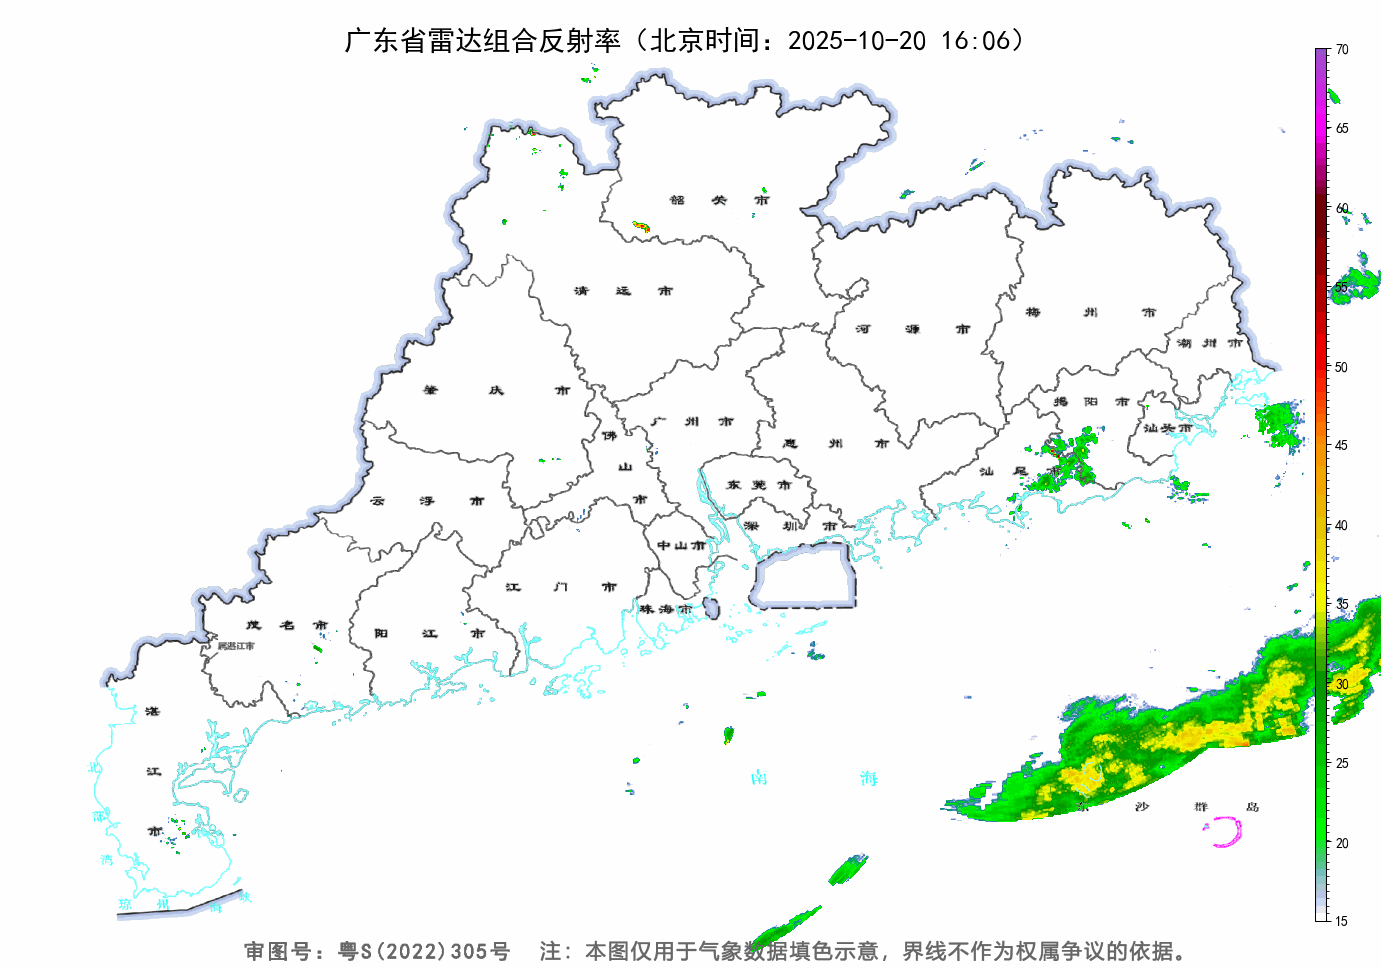 广东省雷达组合反射率（北京时间：2025-10-20 16:06）
70
65
60
55
50
45
40
35
30
25
20
15
韶 关 市
清 远 市
河 源 市
梅 州 市
潮 州 市
肇 庆 市
广 州 市
佛 山 市
惠 州 市
揭 阳 市
汕头市
汕 尾 市
东 莞 市
云 浮 市
深 圳 市
中山市
江 门 市
珠海市
茂 名 市
属湛江市
阳 江 市
湛 江 市
南 海
东 沙 群 岛
北 部 湾
琼 州 海 峡
审图号：粤S(2022)305号 注：本图仅用于气象数据填色示意，界线不作为权属争议的依据。